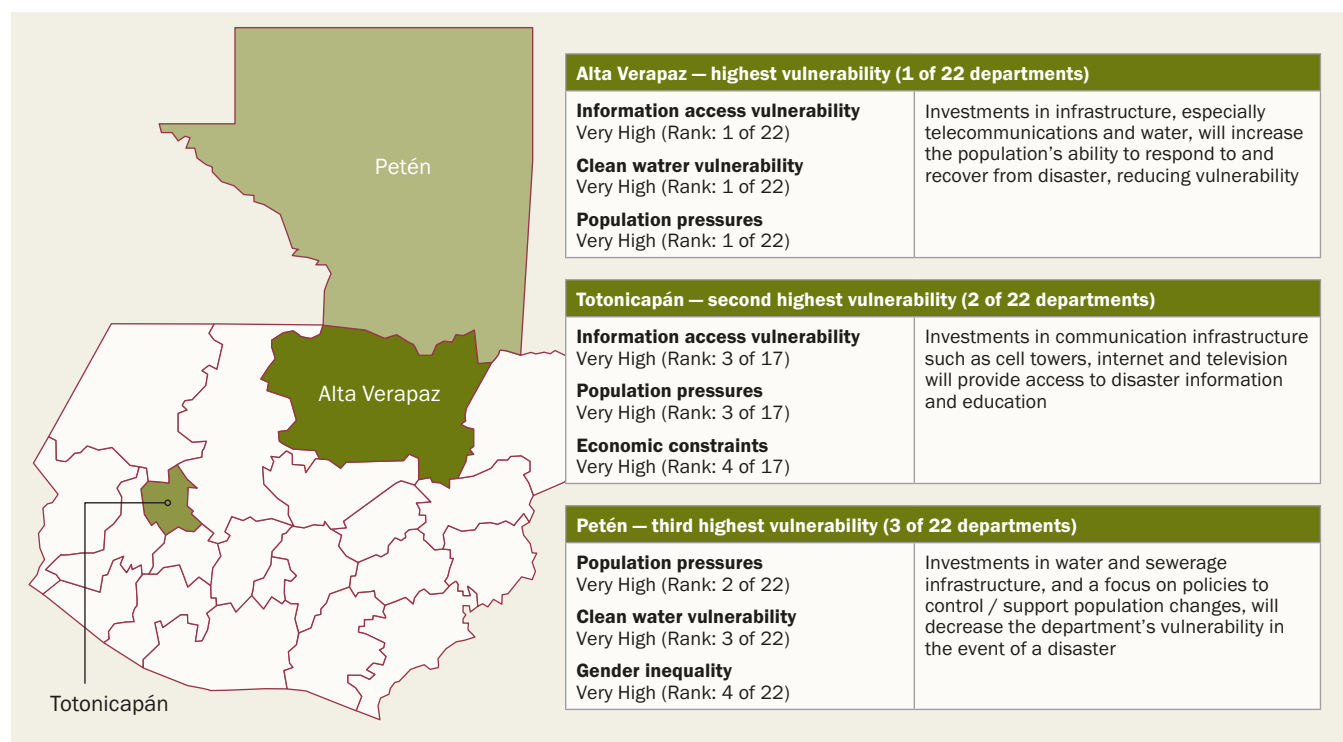 Petén
Alta Verapaz
Totonicapán
Alta Verapaz — highest vulnerability (1 of 22 departments)
Information access vulnerability
Very High (Rank: 1 of 22)
Clean watrer vulnerability
Very High (Rank: 1 of 22)
Population pressures
Very High (Rank: 1 of 22)
Investments in infrastructure, especially
telecommunications and water, will increase
the population’s ability to respond to and
recover from disaster, reducing vulnerability
Totonicapán — second highest vulnerability (2 of 22 departments)
Information access vulnerability
Very High (Rank: 3 of 17)
Population pressures
Very High (Rank: 3 of 17)
Economic constraints
Very High (Rank: 4 of 17)
Investments in communication infrastructure
such as cell towers, internet and television
will provide access to disaster information
and education
Petén — third highest vulnerability (3 of 22 departments)
Population pressures
Very High (Rank: 2 of 22)
Clean water vulnerability
Very High (Rank: 3 of 22)
Gender inequality
Very High (Rank: 4 of 22)
Investments in water and sewerage
infrastructure, and a focus on policies to
control / support population changes, will
decrease the department’s vulnerability in
the event of a disaster